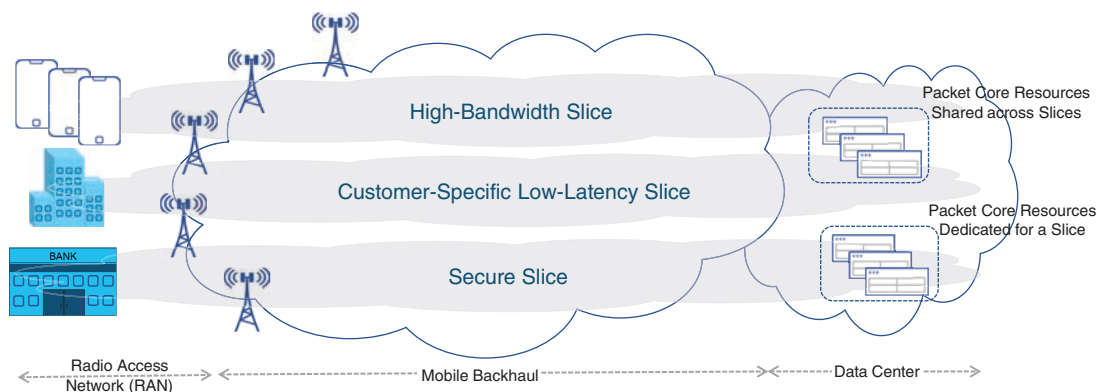 High-Bandwidth Slice
Packet Core Resources
Shared across Slices
Customer-Specific Low-Latency Slice
Packet Core Resources
Dedicated for a Slice
BANK
Secure Slice
Radio Access
Network (RAN)
Mobile Backhaul
Data Center